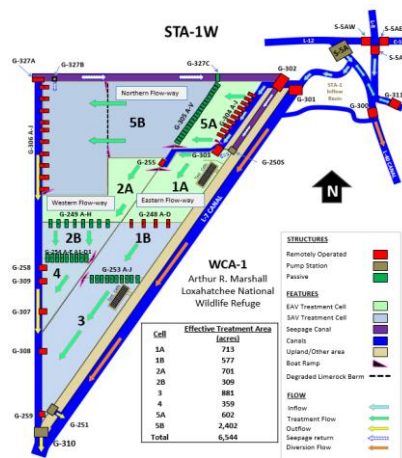 STA-1W
L-12
L-8
S-5AW
S-5A
STA-1
Inflow
Basin
G-311
G-300
L-40 CANAL
G-327A
G-327B
G-327C
G-302
G-301
Northern Flow-way
5B
G-305 A-V
5A
G-306 A-J
G-303
G-255
G-250S
2A
1A
Western Flow-way
Eastern Flow-way
G-249 A-H
G-248 A-D
L-7 CANAL
2B
1B
G-258
G-309
4
G-253 A-J
3
G-307
G-308
G-259
G-251
G-310
WCA-1
Arthur R. Marshall
Loxahatchee National
Wildlife Refuge
N
Cell Effective Treatment Area
(acres)
1A 713
1B 577
2A 701
2B 309
3 881
4 359
5A 602
5B 2,402
Total 6,544
STRUCTURES
Remotely Operated
Pump Station
Passive
FEATURES
EAV Treatment Cell
SAV Treatment Cell
Seepage Canal
Canals
Upland/Other area
Boat Ramp
Degraded Limerock Berm
FLOW
Inflow
Treatment Flow
Outflow
Seepage return
Diversion Flow